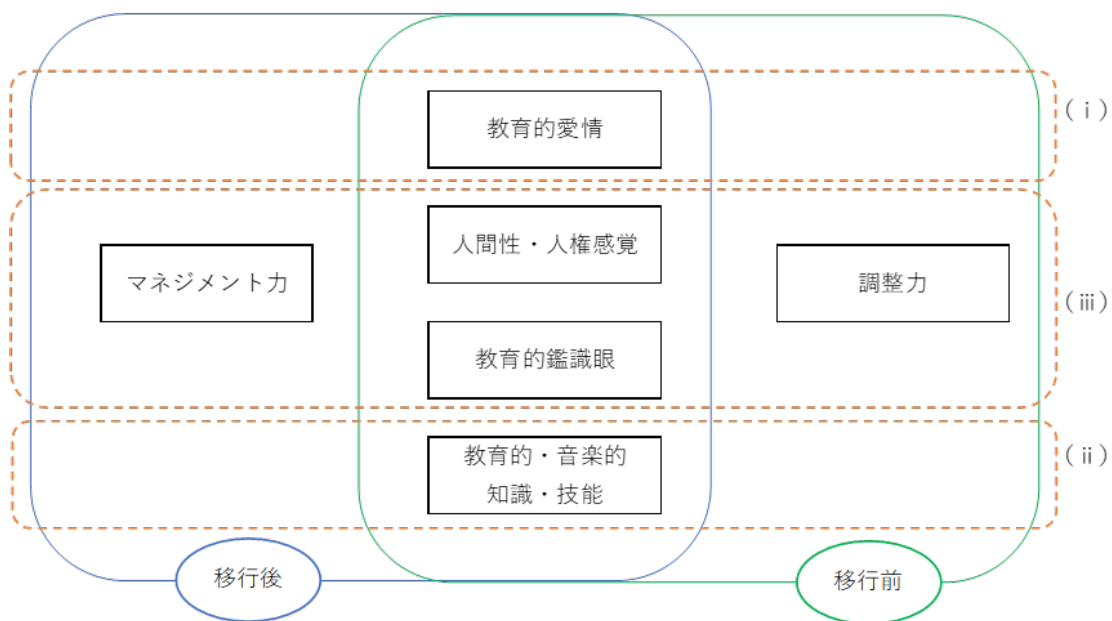 教育的愛情
(ⅰ)
人間性・人権感覚
マネジメント力
調整力
(ⅲ)
教育的鑑識眼
教育的・音楽的
知識・技能
(ⅱ)
移行後
移行前